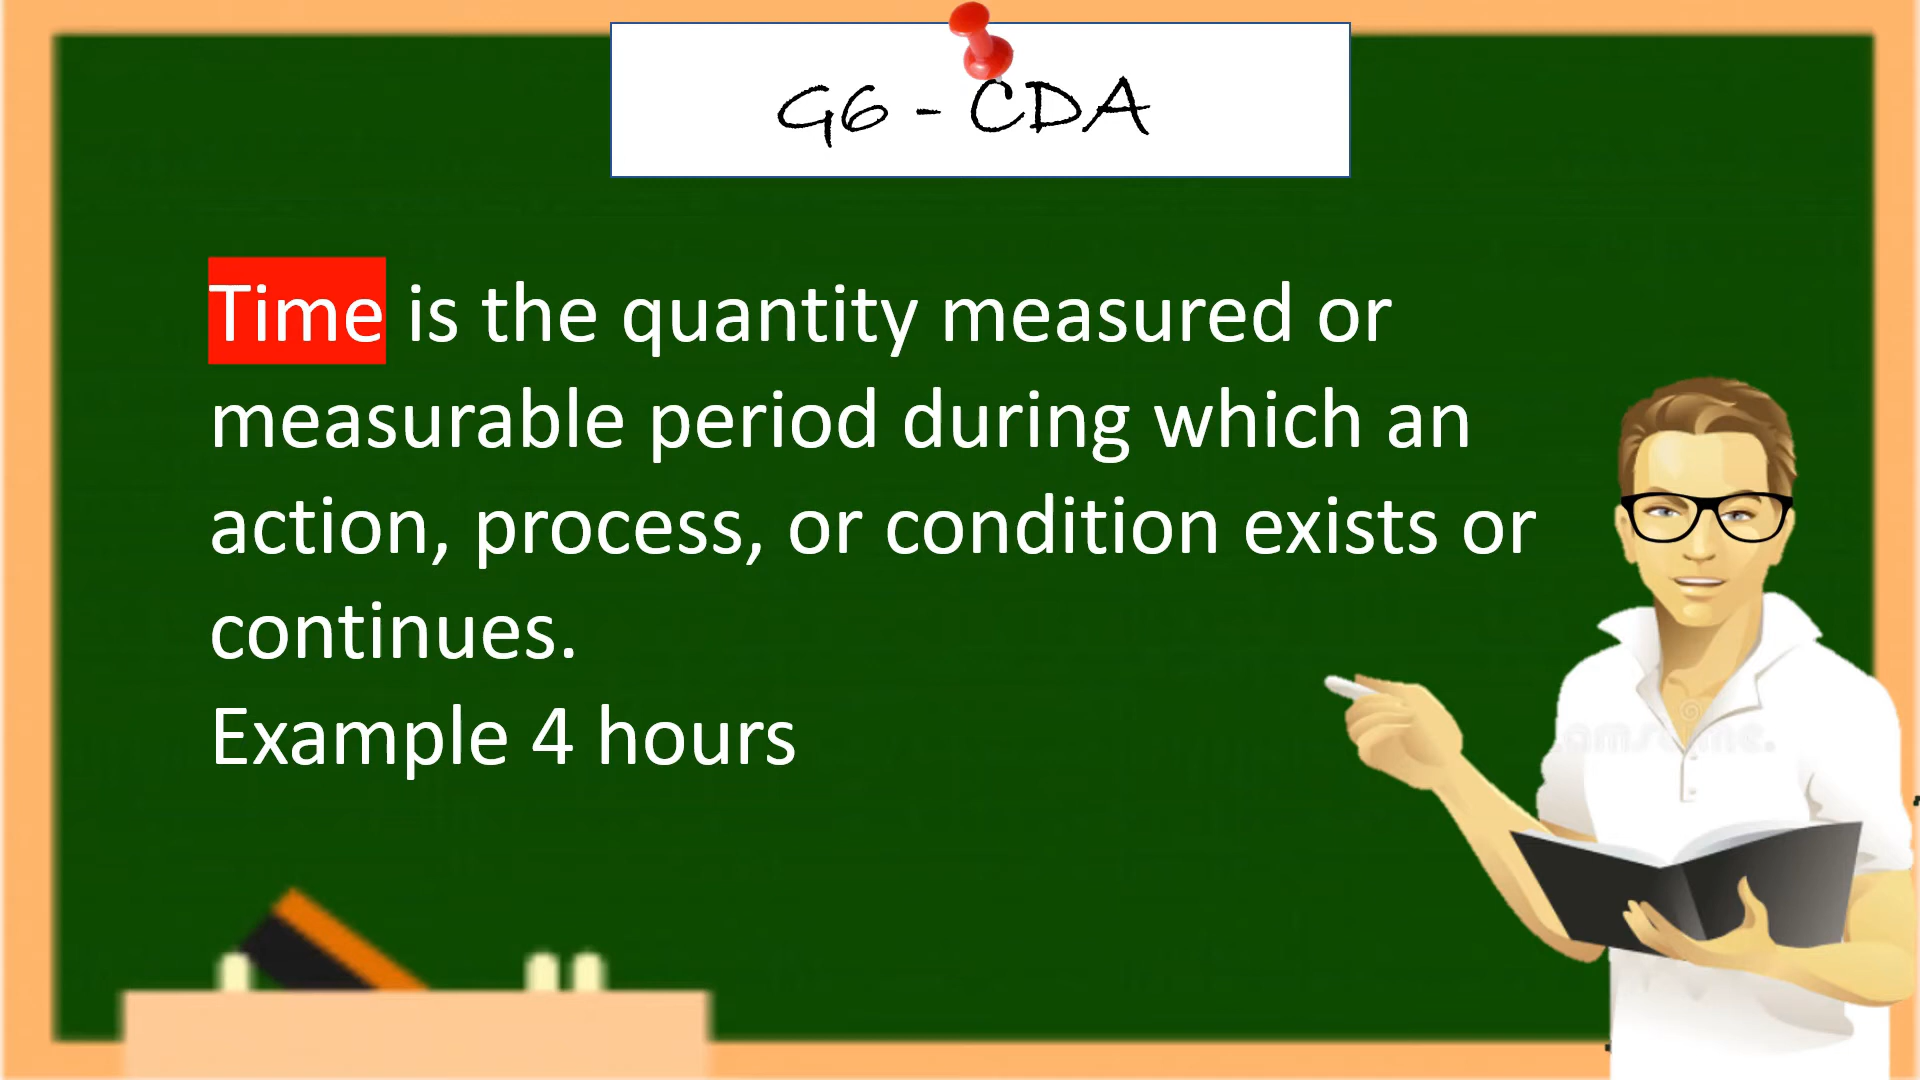 G6 - CDA
Time is the quantity measured or
measurable period during which an
action, process, or condition exists or
continues.
Example 4 hours